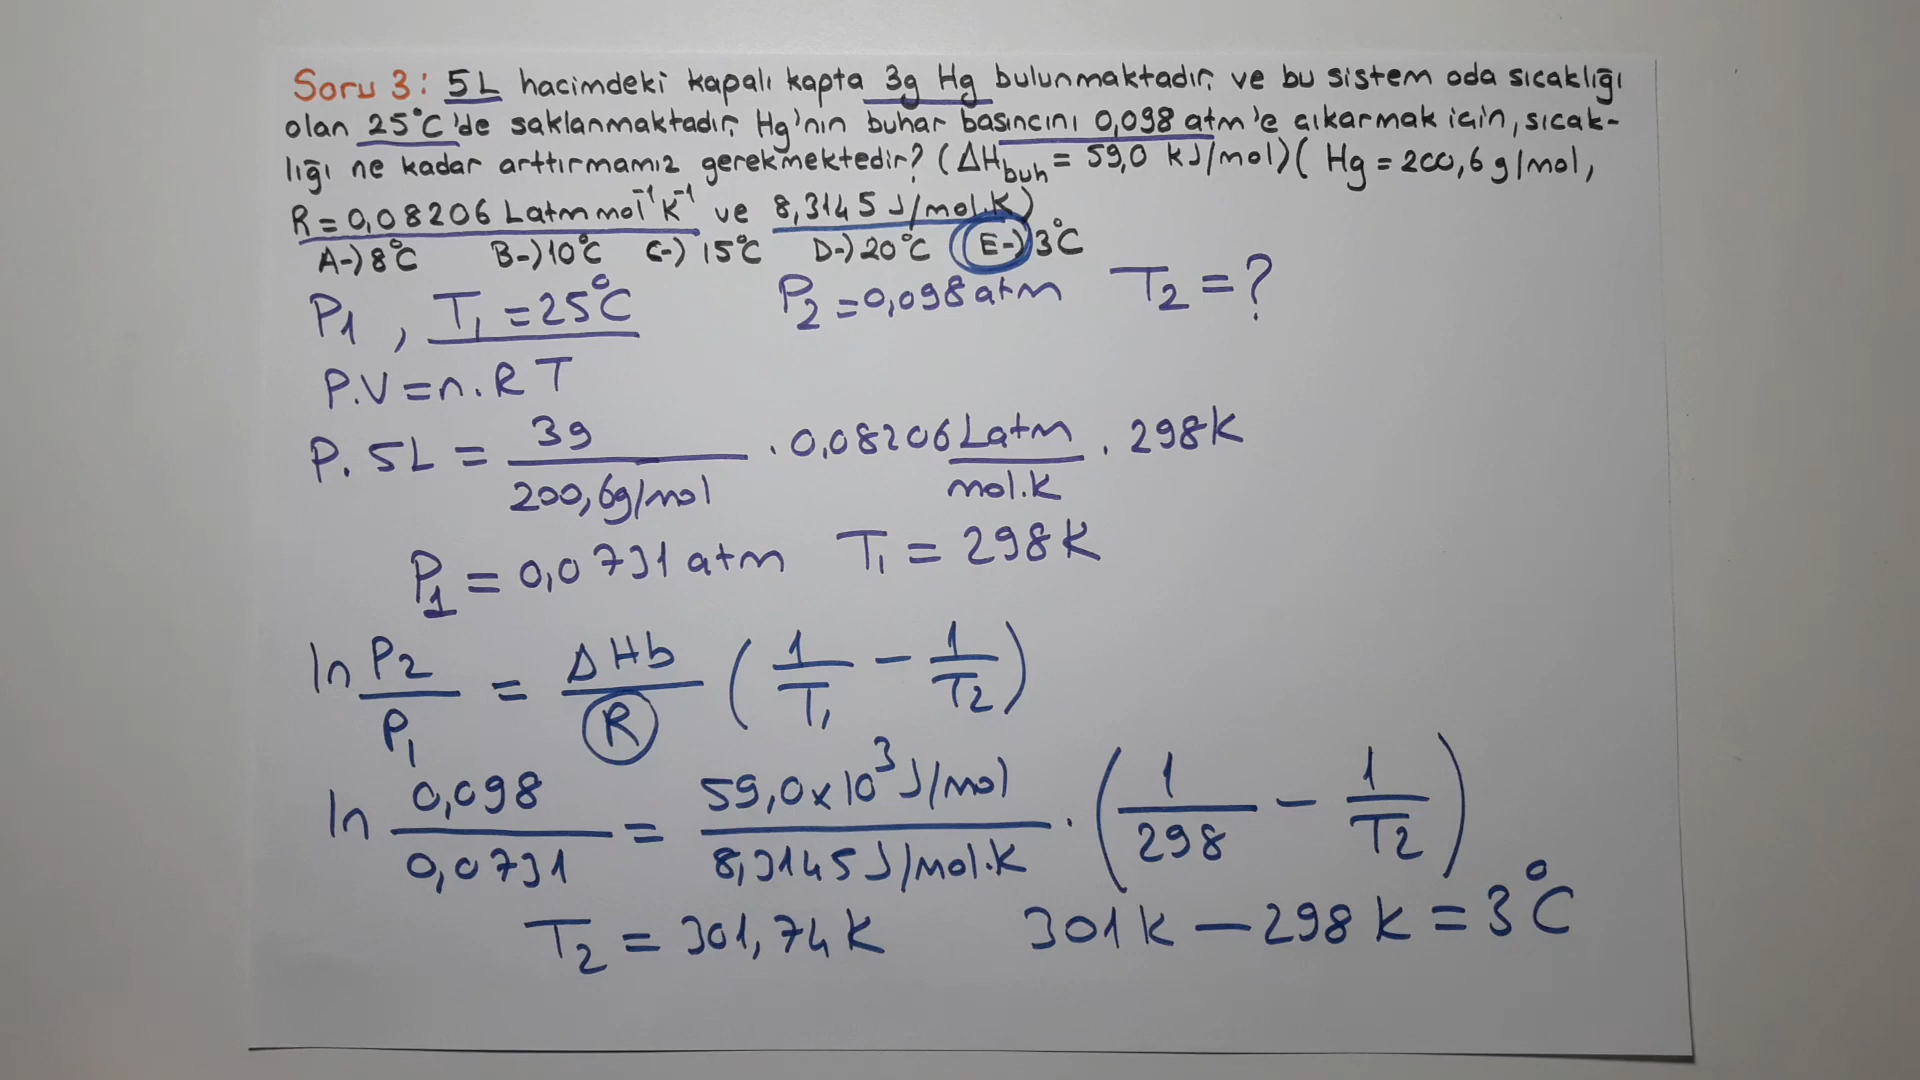 Soru 3: 5L hacimdeki kapalı kapta 3g Hg bulunmaktadır, ve bu sistem oda sıcaklığı
olan 25°C'de saklanmaktadır, Hg'nın buhar basıncını 0,098 atm'e çıkarmak için, sıcak-
lığı ne kadar arttırmamız gerekmektedir? (ΔHbuh = 59,0 kJ/mol) (Hg = 200,6 g/mol,
R = 0,08206 L atm mol⁻¹ K⁻¹ ve 8,3145 J/mol.K)
A-) 8°C B-) 10°C C-) 15°C D-) 20°C E-) 3°C
P1, T1 = 25°C P2 = 0,098 atm T2 = ?
P.V = n.RT
P. 5L = 3g / 200,6g/mol . 0,08206 Latm / mol.K . 298K
P1 = 0,0731 atm T1 = 298K
ln P2 / P1 = ΔHb / R (1 / T1 − 1 / T2)
ln 0,098 / 0,0731 = 59,0x10³ J/mol / 8,3145 J/mol.K . (1 / 298 − 1 / T2)
T2 = 301,74 K 301K − 298K = 3°C